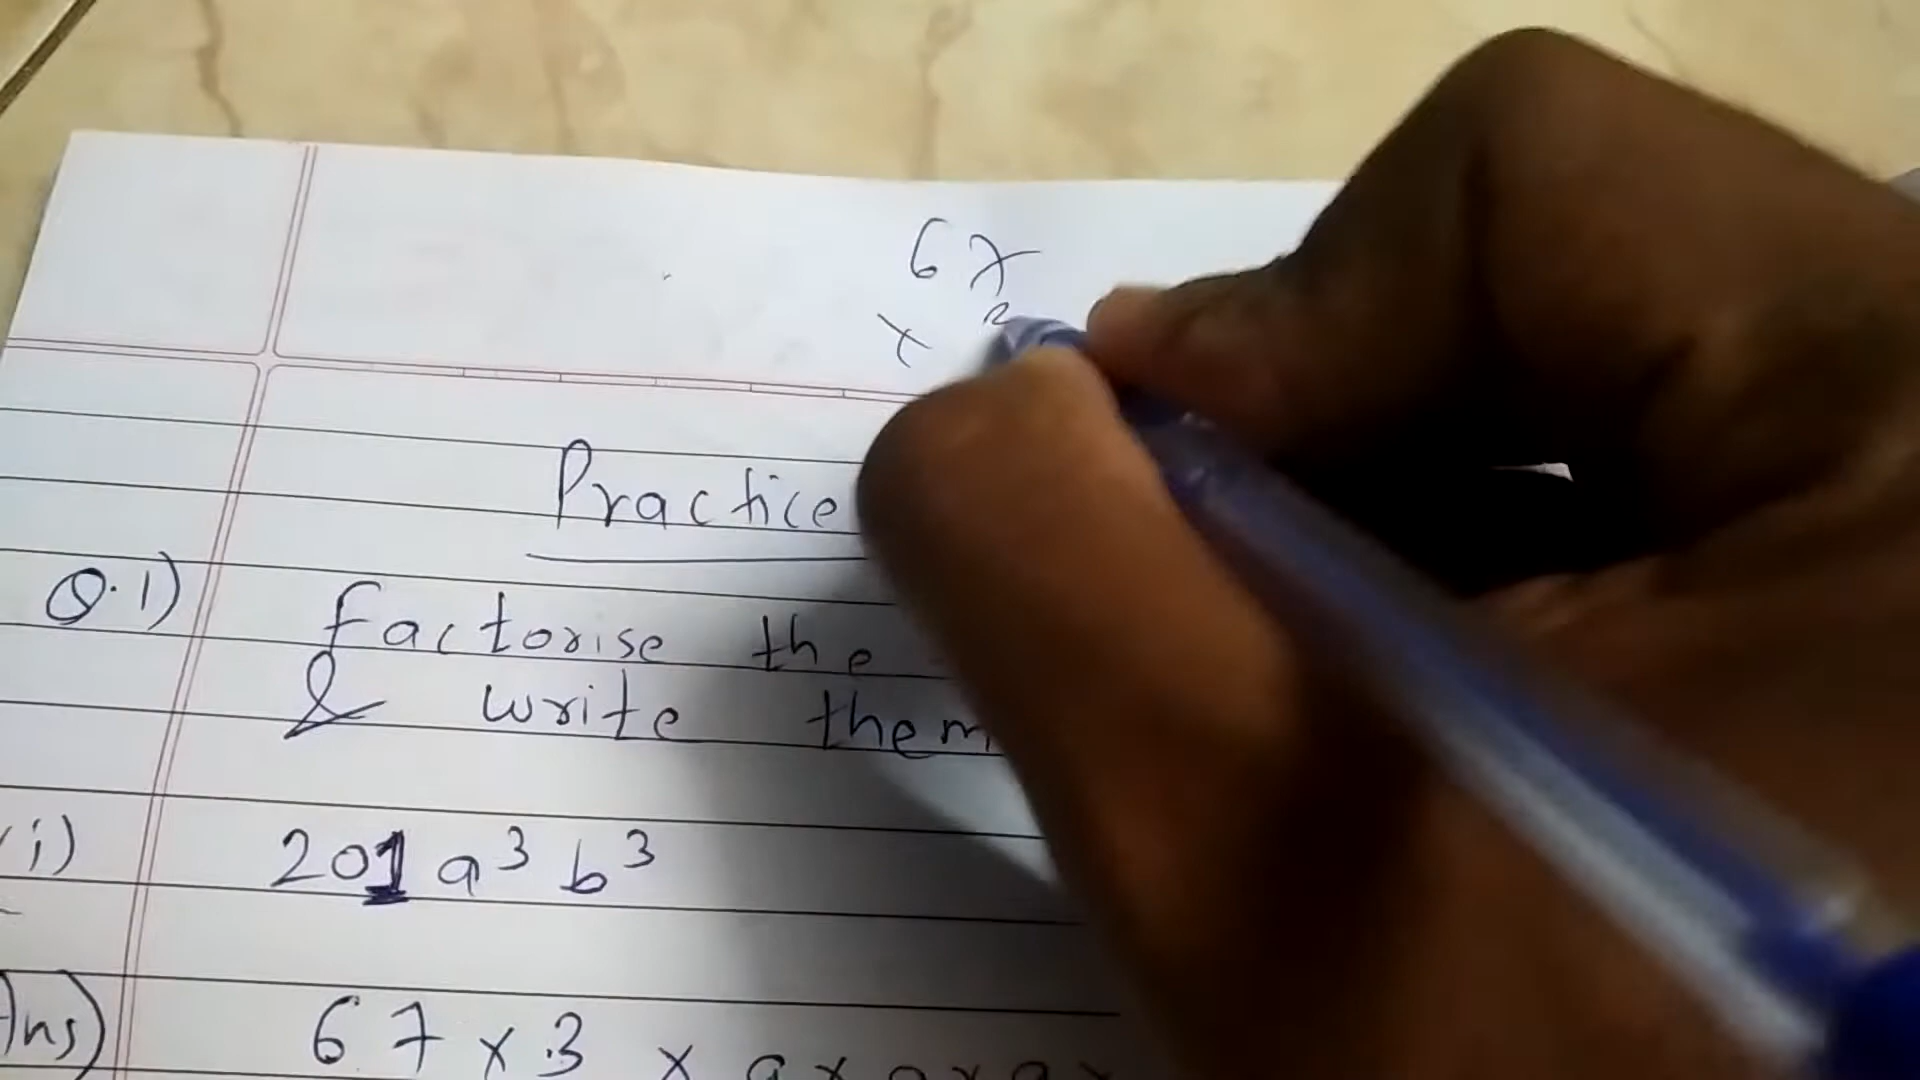 67
x
Practice
Q.1) factorise the
& write them
i) 201 a³ b³
Ans) 67 x 3 x a x a x a x